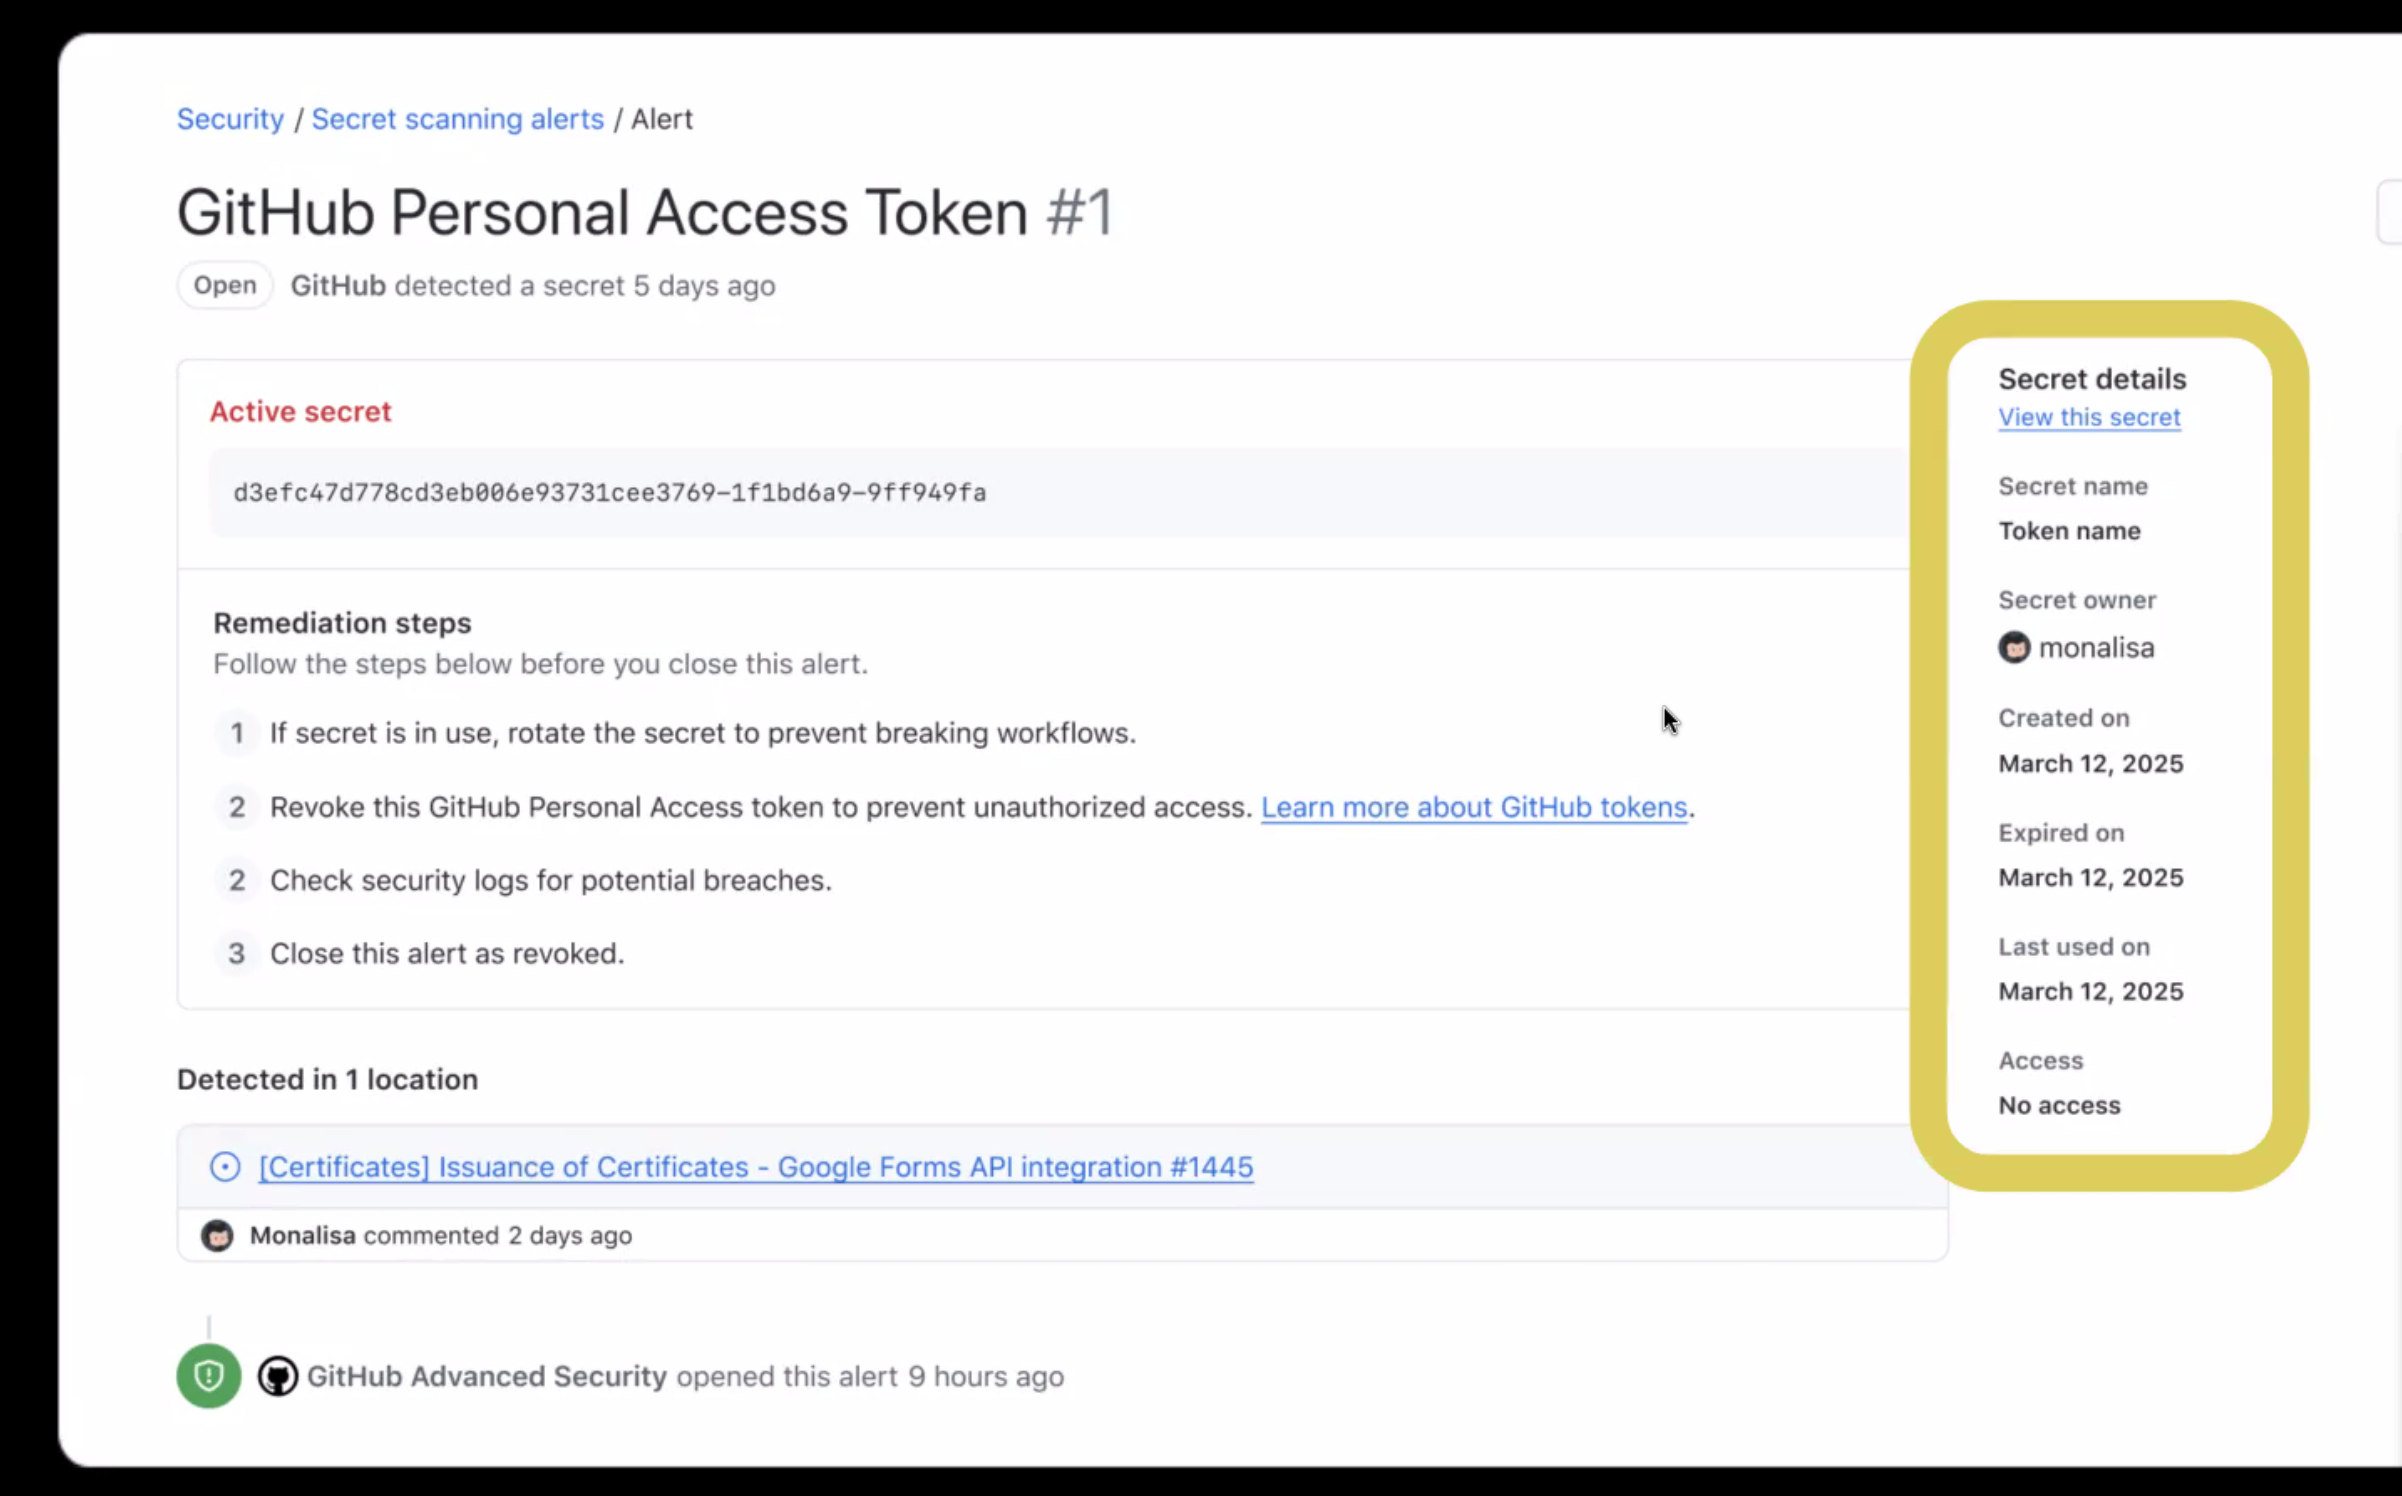 Security / Secret scanning alerts / Alert
GitHub Personal Access Token #1
Open GitHub detected a secret 5 days ago
Active secret
d3efc47d778cd3eb006e93731cee3769-1f1bd6a9-9ff949fa
Remediation steps
Follow the steps below before you close this alert.
1 If secret is in use, rotate the secret to prevent breaking workflows.
2 Revoke this GitHub Personal Access token to prevent unauthorized access. Learn more about GitHub tokens.
2 Check security logs for potential breaches.
3 Close this alert as revoked.
Detected in 1 location
[Certificates] Issuance of Certificates - Google Forms API integration #1445
Monalisa commented 2 days ago
GitHub Advanced Security opened this alert 9 hours ago
Secret details
View this secret
Secret name
Token name
Secret owner
monalisa
Created on
March 12, 2025
Expired on
March 12, 2025
Last used on
March 12, 2025
Access
No access